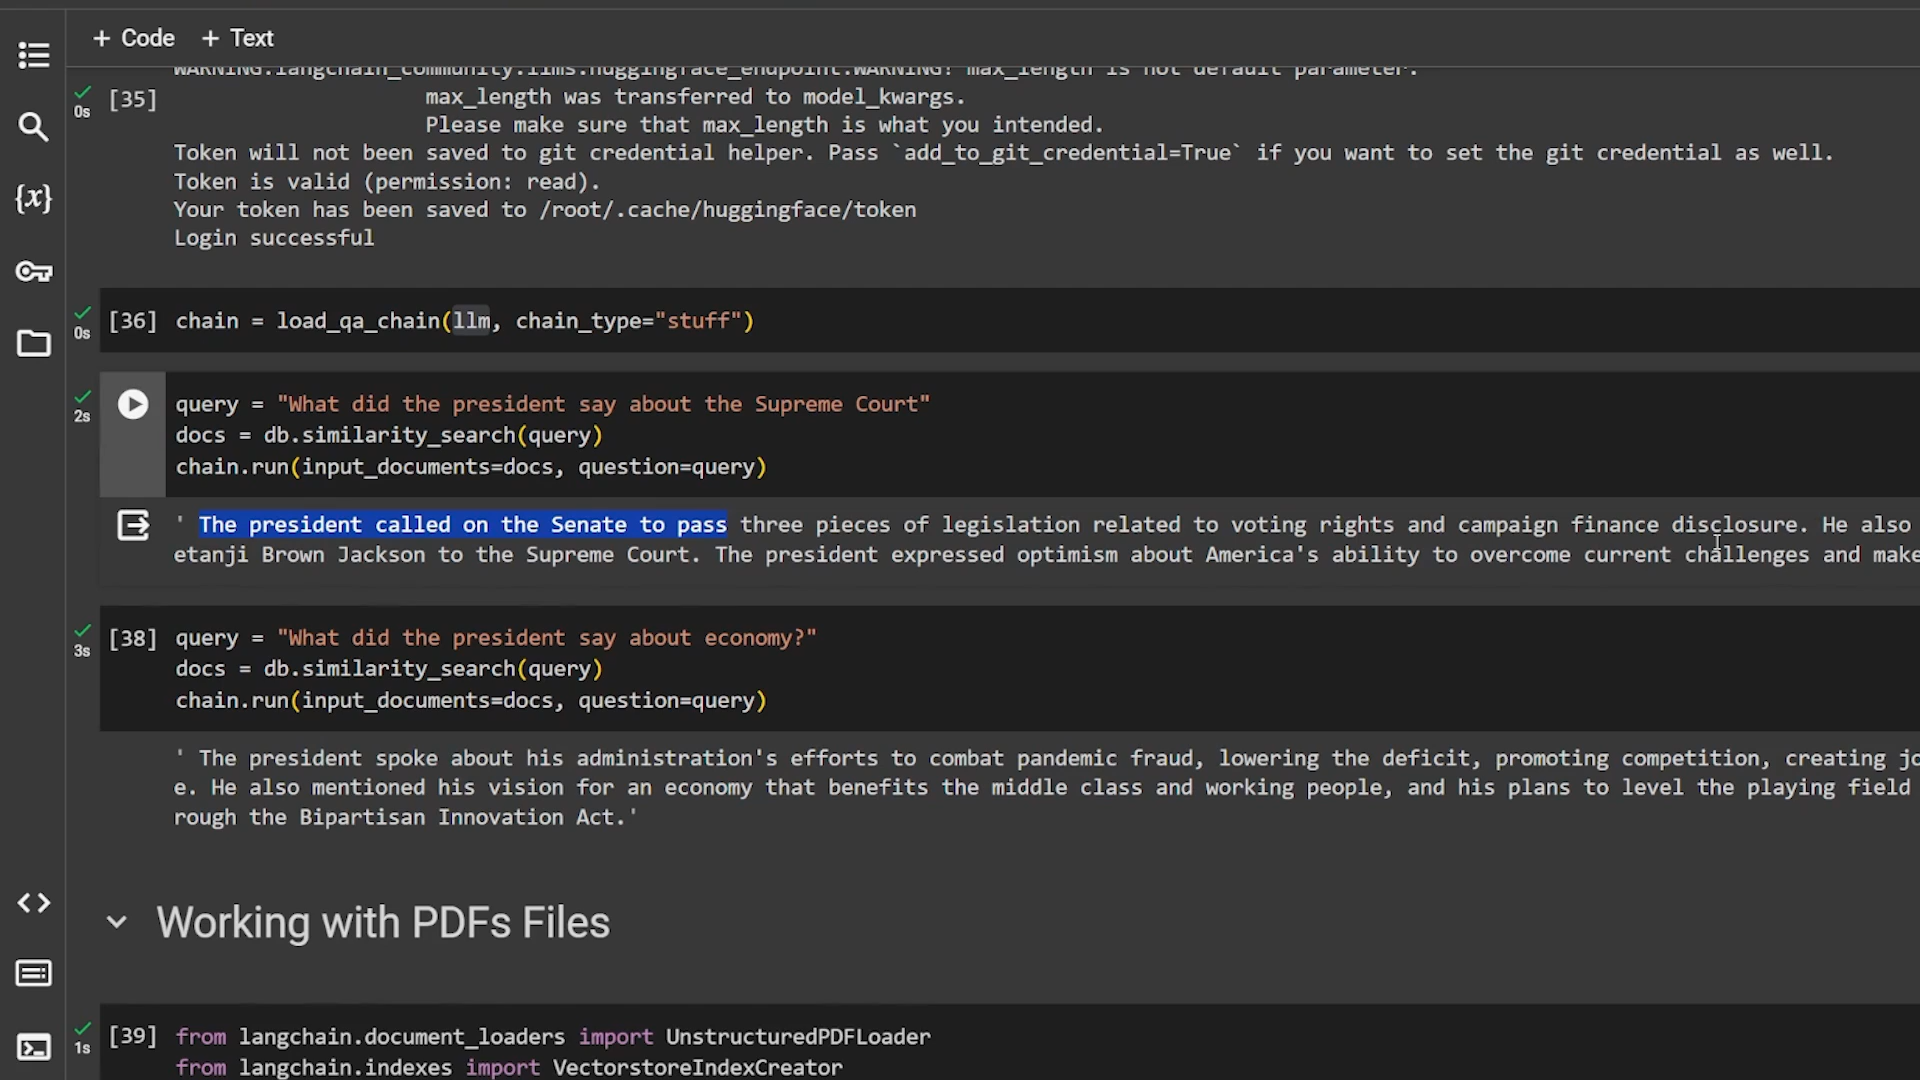 + Code + Text
WARNING:langchain_community.llms.huggingface_endpoint:WARNING! max_length is not default parameter.
0s [35] max_length was transferred to model_kwargs.
Please make sure that max_length is what you intended.
Token will not been saved to git credential helper. Pass `add_to_git_credential=True` if you want to set the git credential as well.
Token is valid (permission: read).
Your token has been saved to /root/.cache/huggingface/token
Login successful
0s [36] chain = load_qa_chain(llm, chain_type="stuff")
2s query = "What did the president say about the Supreme Court"
docs = db.similarity_search(query)
chain.run(input_documents=docs, question=query)
' The president called on the Senate to pass three pieces of legislation related to voting rights and campaign finance disclosure. He also
etanji Brown Jackson to the Supreme Court. The president expressed optimism about America's ability to overcome current challenges and make
3s [38] query = "What did the president say about economy?"
docs = db.similarity_search(query)
chain.run(input_documents=docs, question=query)
' The president spoke about his administration's efforts to combat pandemic fraud, lowering the deficit, promoting competition, creating jo
e. He also mentioned his vision for an economy that benefits the middle class and working people, and his plans to level the playing field
rough the Bipartisan Innovation Act.'
Working with PDFs Files
1s [39] from langchain.document_loaders import UnstructuredPDFLoader
from langchain.indexes import VectorstoreIndexCreator